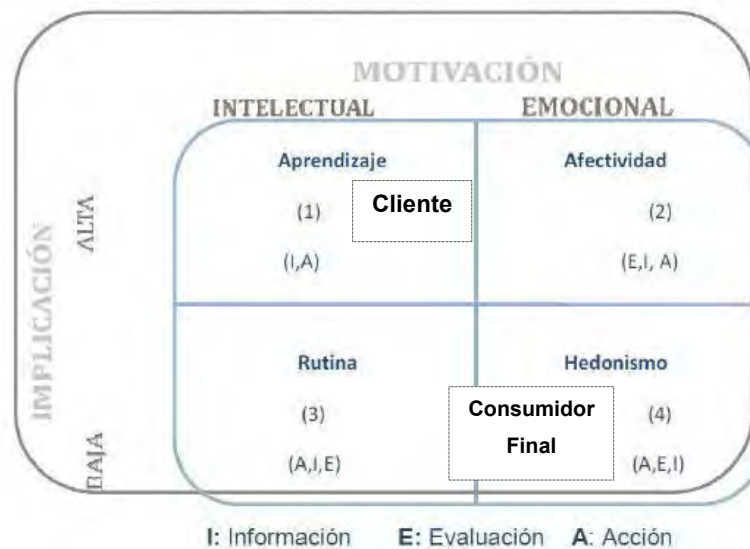 MOTIVACIÓN
INTELECTUAL EMOCIONAL
IMPLICACIÓN
ALTA
BAJA
Aprendizaje
(1)
(I,A)
Cliente
Afectividad
(2)
(E,I, A)
Rutina
(3)
(A,I,E)
Consumidor
Final
Hedonismo
(4)
(A,E,I)
I: Información E: Evaluación A: Acción